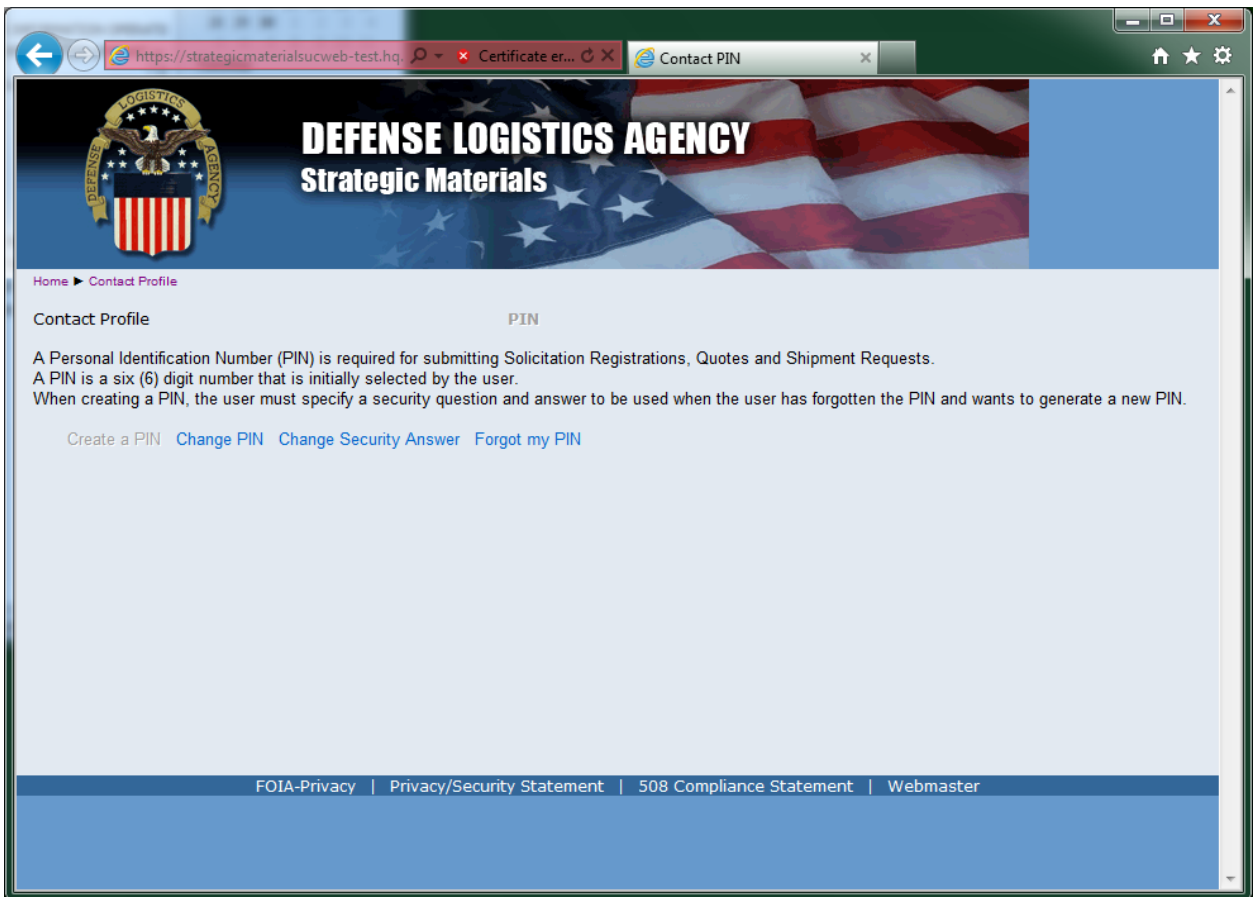 https://strategicmaterialsucweb-test.hq. Certificate er... Contact PIN
DEFENSE LOGISTICS AGENCY
DEFENSE LOGISTICS AGENCY
Strategic Materials
Home ► Contact Profile
Contact Profile PIN
A Personal Identification Number (PIN) is required for submitting Solicitation Registrations, Quotes and Shipment Requests.
A PIN is a six (6) digit number that is initially selected by the user.
When creating a PIN, the user must specify a security question and answer to be used when the user has forgotten the PIN and wants to generate a new PIN.
Create a PIN Change PIN Change Security Answer Forgot my PIN
FOIA-Privacy | Privacy/Security Statement | 508 Compliance Statement | Webmaster